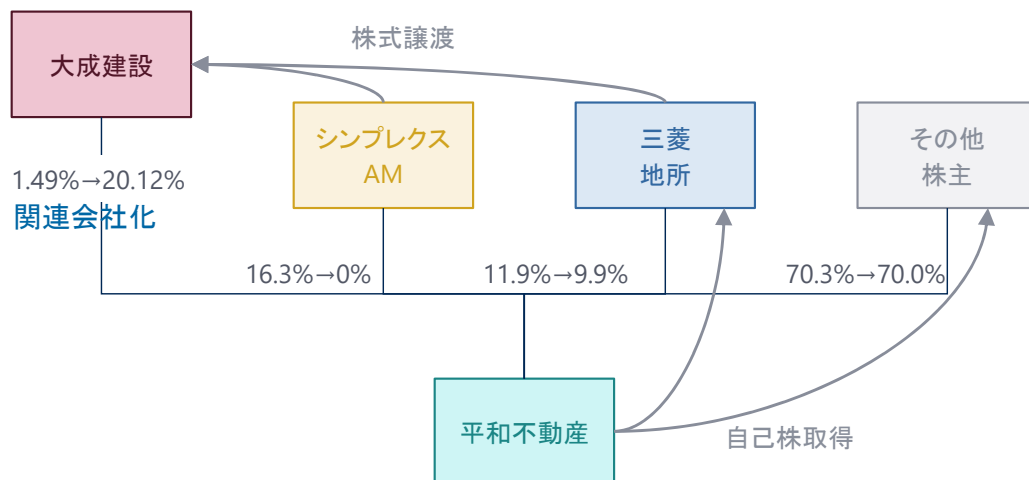 株式譲渡
大成建設
シンプレクス
AM
三菱
地所
その他
株主
1.49%→20.12%
関連会社化
16.3%→0%
11.9%→9.9%
70.3%→70.0%
平和不動産
自己株取得